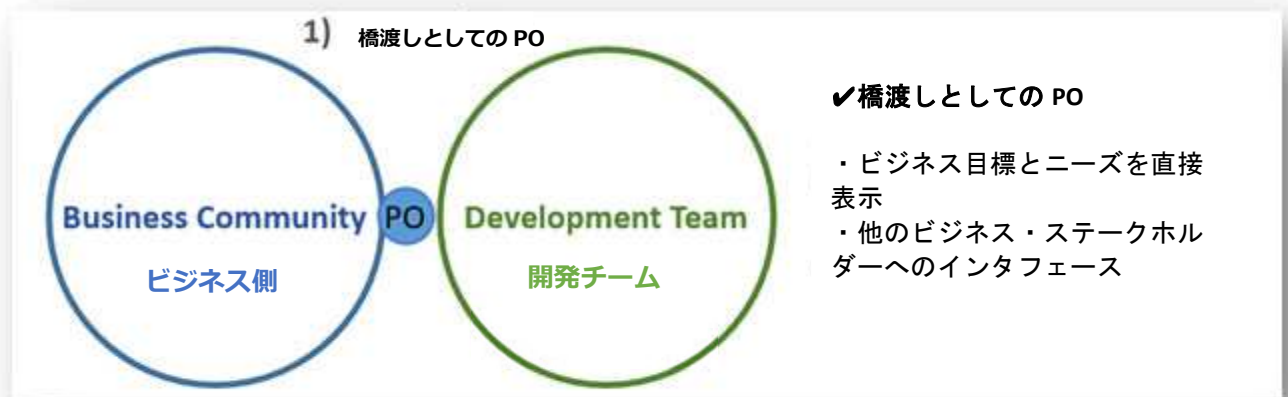 1) 橋渡しとしての PO
Business Community
ビジネス側
PO
Development Team
開発チーム
✔橋渡しとしての PO
・ビジネス目標とニーズを直接
表示
・他のビジネス・ステークホル
ダーへのインタフェース